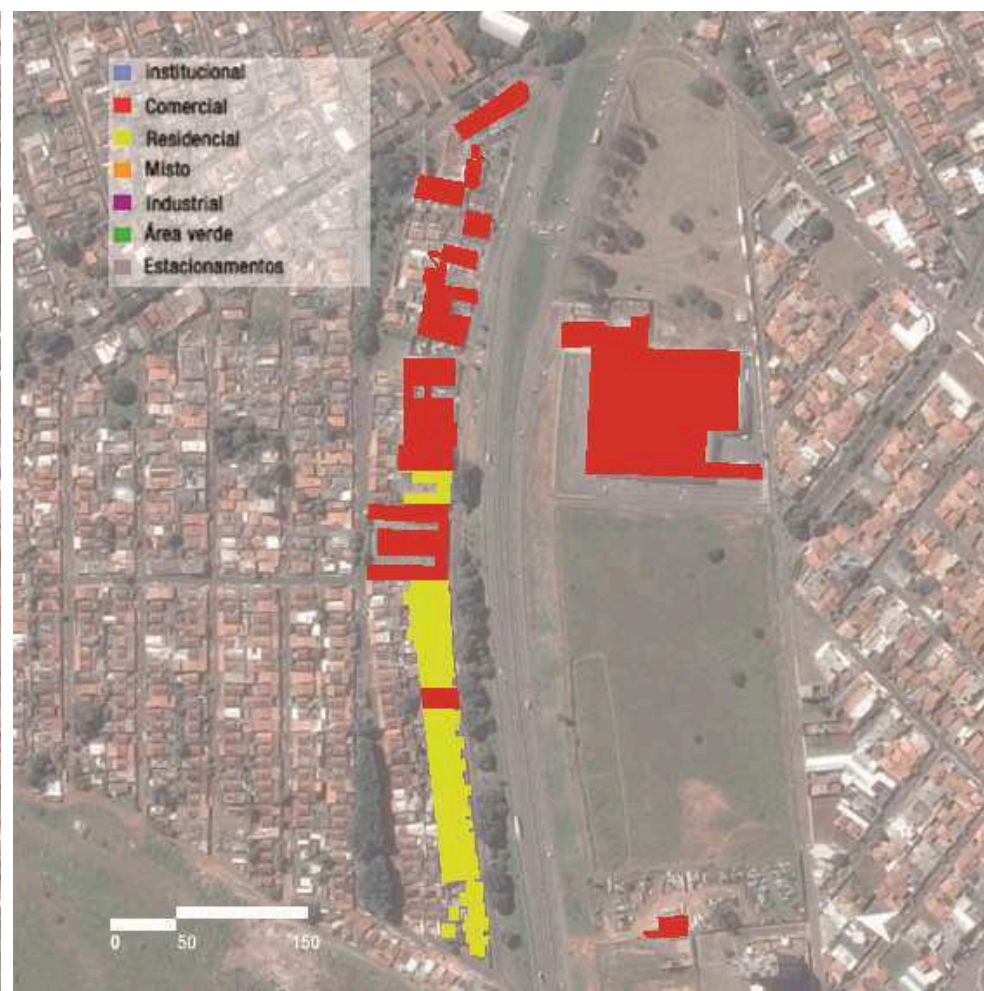 institucional
Comercial
Residencial
Misto
Industrial
Área verde
Estacionamentos
0 50 150